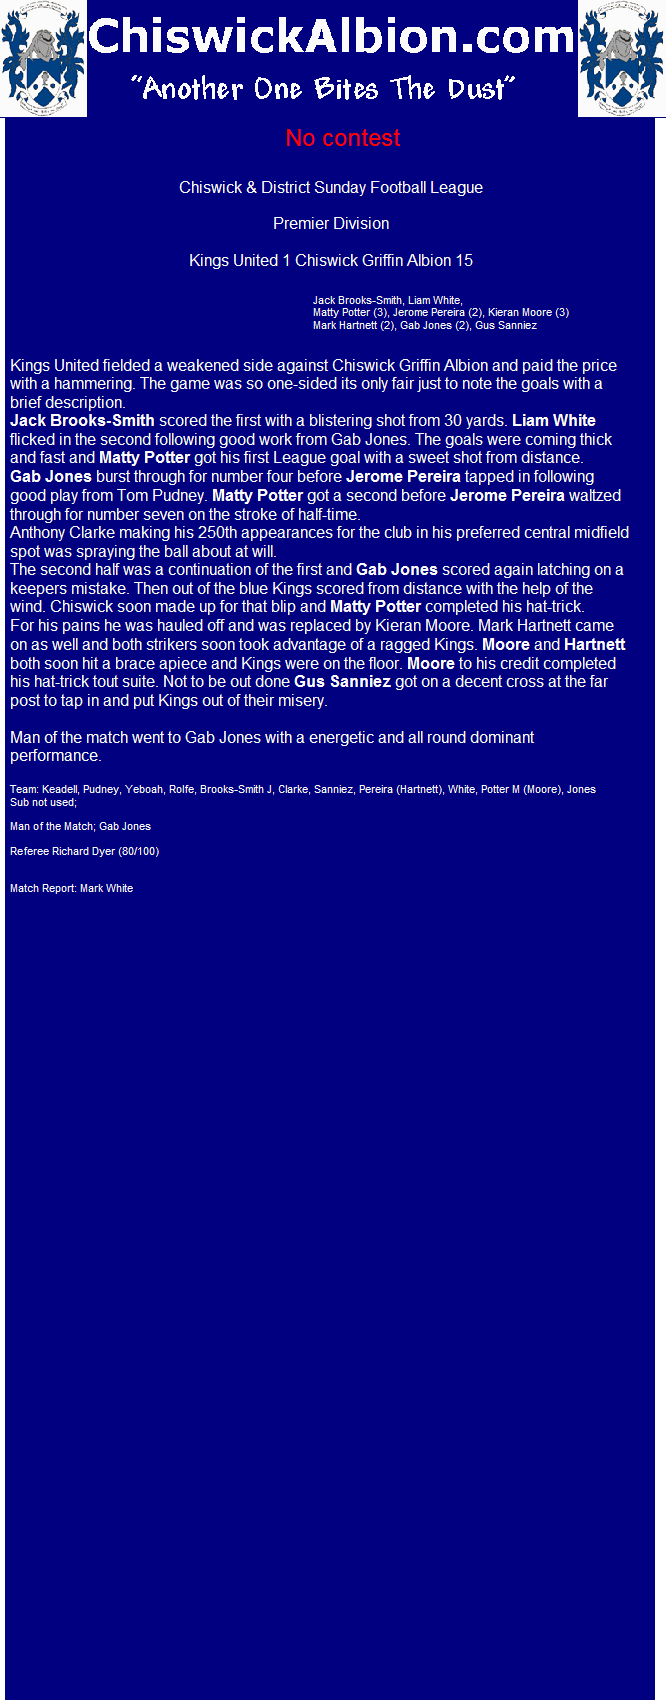 ChiswickAlbion.com
"Another One Bites The Dust"
No contest
Chiswick & District Sunday Football League
Premier Division
Kings United 1 Chiswick Griffin Albion 15
Jack Brooks-Smith, Liam White,
Matty Potter (3), Jerome Pereira (2), Kieran Moore (3)
Mark Hartnett (2), Gab Jones (2), Gus Sanniez
Kings United fielded a weakened side against Chiswick Griffin Albion and paid the price
with a hammering. The game was so one-sided its only fair just to note the goals with a
brief description.
Jack Brooks-Smith scored the first with a blistering shot from 30 yards. Liam White
flicked in the second following good work from Gab Jones. The goals were coming thick
and fast and Matty Potter got his first League goal with a sweet shot from distance.
Gab Jones burst through for number four before Jerome Pereira tapped in following
good play from Tom Pudney. Matty Potter got a second before Jerome Pereira waltzed
through for number seven on the stroke of half-time.
Anthony Clarke making his 250th appearances for the club in his preferred central midfield
spot was spraying the ball about at will.
The second half was a continuation of the first and Gab Jones scored again latching on a
keepers mistake. Then out of the blue Kings scored from distance with the help of the
wind. Chiswick soon made up for that blip and Matty Potter completed his hat-trick.
For his pains he was hauled off and was replaced by Kieran Moore. Mark Hartnett came
on as well and both strikers soon took advantage of a ragged Kings. Moore and Hartnett
both soon hit a brace apiece and Kings were on the floor. Moore to his credit completed
his hat-trick tout suite. Not to be out done Gus Sanniez got on a decent cross at the far
post to tap in and put Kings out of their misery.
Man of the match went to Gab Jones with a energetic and all round dominant
performance.
Team: Keadell, Pudney, Yeboah, Rolfe, Brooks-Smith J, Clarke, Sanniez, Pereira (Hartnett), White, Potter M (Moore), Jones
Sub not used;
Man of the Match; Gab Jones
Referee Richard Dyer (80/100)
Match Report: Mark White